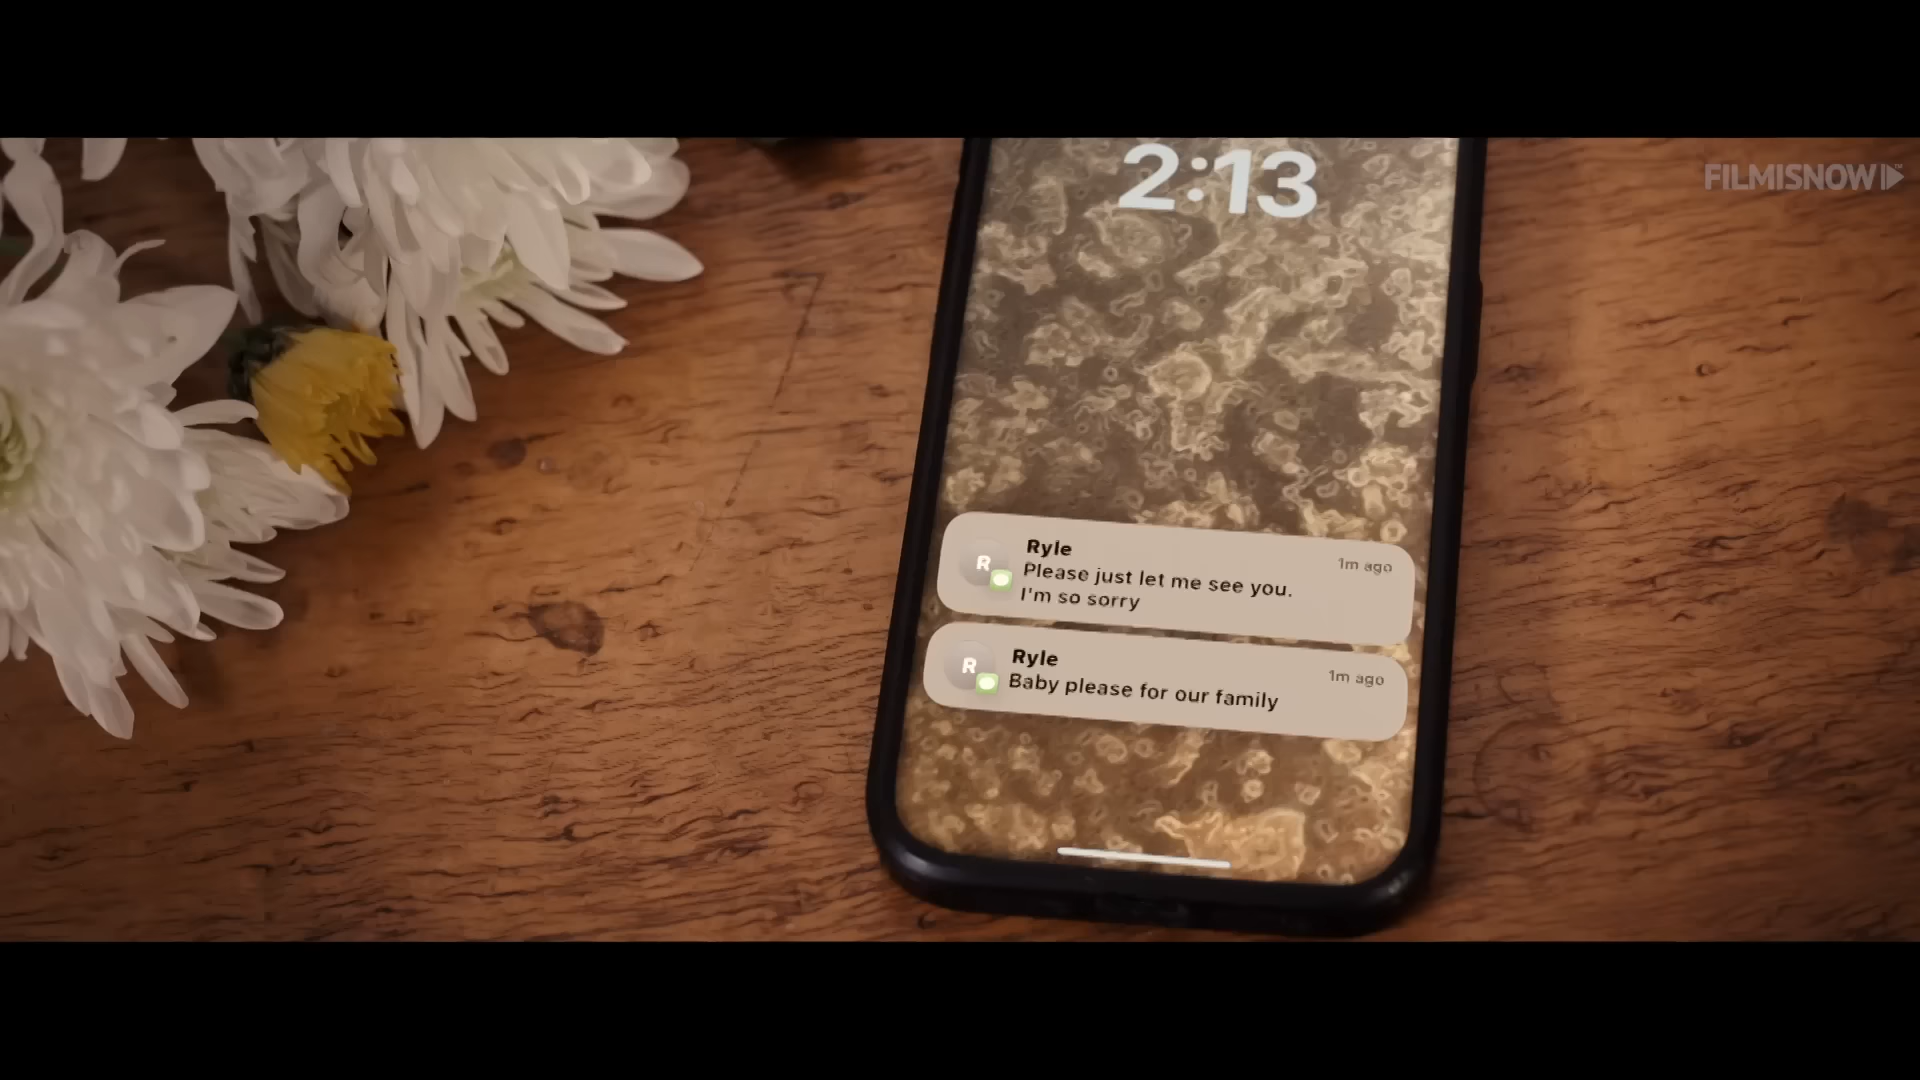 2:13
FILMISNOW
Ryle
1m ago
Please just let me see you.
I'm so sorry
R
Ryle
1m ago
Baby please for our family
R